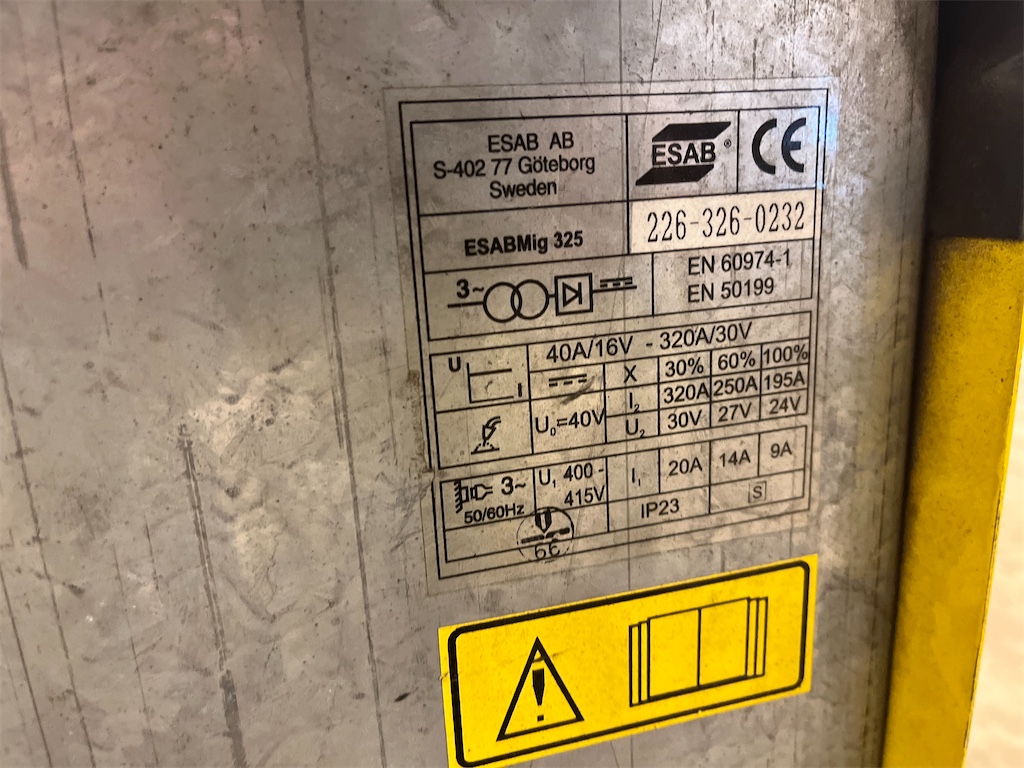 ESAB AB
S-402 77 Göteborg
Sweden
ESAB®
CE
ESABMig 325
226-326-0232
3~
EN 60974-1
EN 50199
U
I
40A/16V - 320A/30V
X 30% 60% 100%
I2 320A 250A 195A
U0=40V
U2 30V 27V 24V
3~
50/60Hz
U1 400-
415V
I1 20A 14A 9A
IP23
S